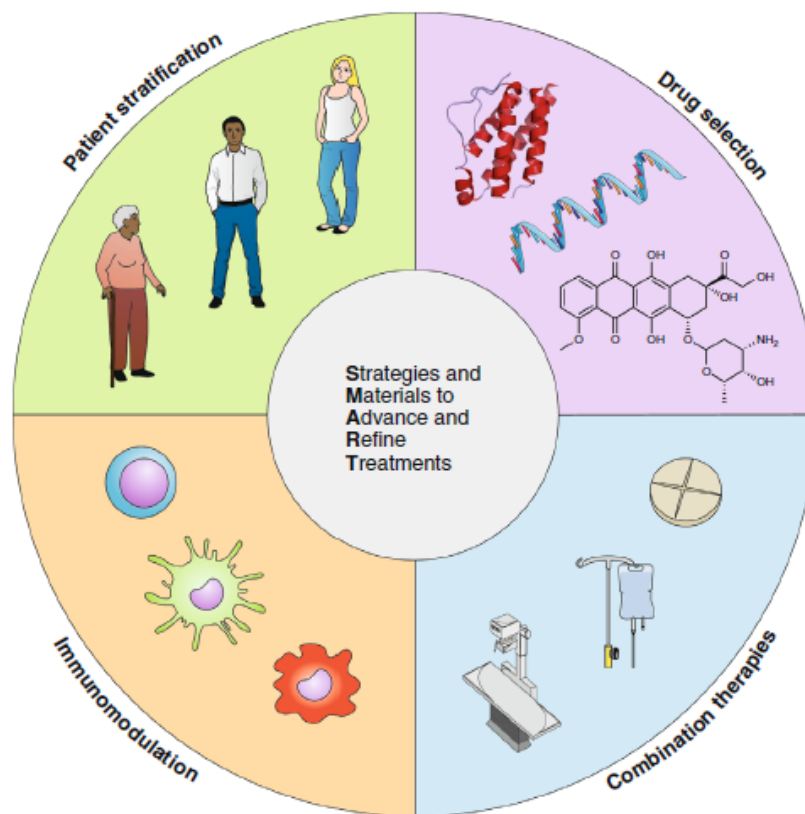 Patient stratification
Drug selection
O
OH
O
OH
OH
O
O
OH
O
NH₂
O
OH
Strategies and
Materials to
Advance and
Refine
Treatments
Immunomodulation
Combination therapies